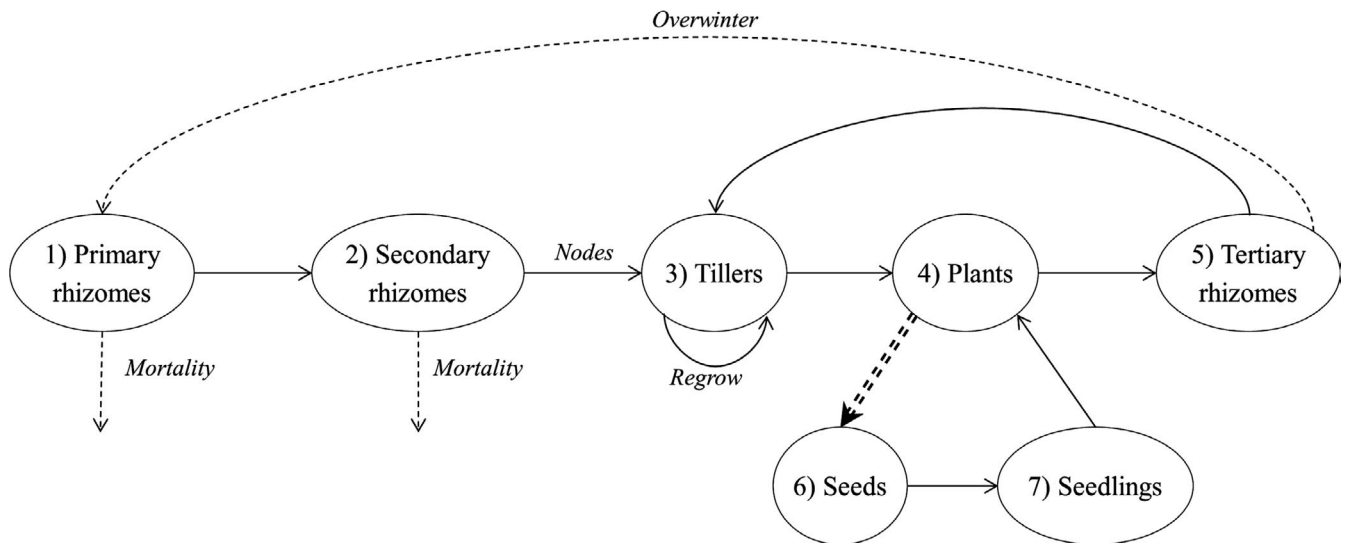 Overwinter
1) Primary
rhizomes
2) Secondary
rhizomes
Nodes
3) Tillers
4) Plants
5) Tertiary
rhizomes
Mortality
Mortality
Regrow
6) Seeds
7) Seedlings